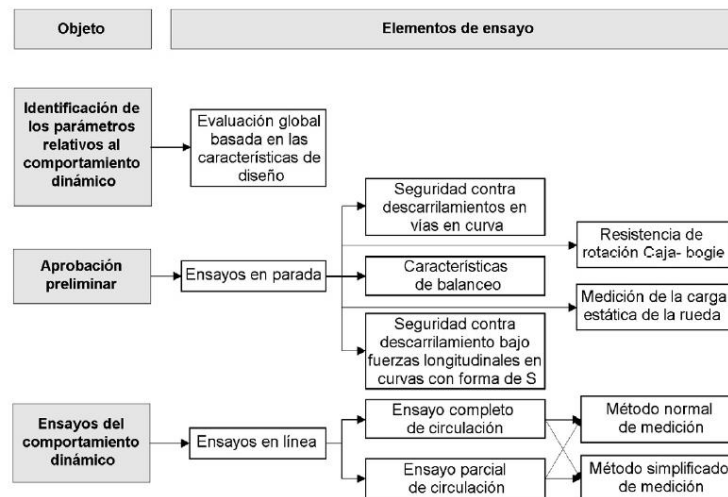 Objeto
Elementos de ensayo
Identificación de
los parámetros
relativos al
comportamiento
dinámico
Evaluación global
basada en las
características de
diseño
Seguridad contra
descarrilamientos en
vías en curva
Resistencia de
rotación Caja- bogie
Aprobación
preliminar
Ensayos en parada
Características
de balanceo
Medición de la carga
estática de la rueda
Seguridad contra
descarrilamiento bajo
fuerzas longitudinales en
curvas con forma de S
Ensayos del
comportamiento
dinámico
Ensayos en línea
Ensayo completo
de circulación
Método normal
de medición
Ensayo parcial
de circulación
Método simplificado
de medición